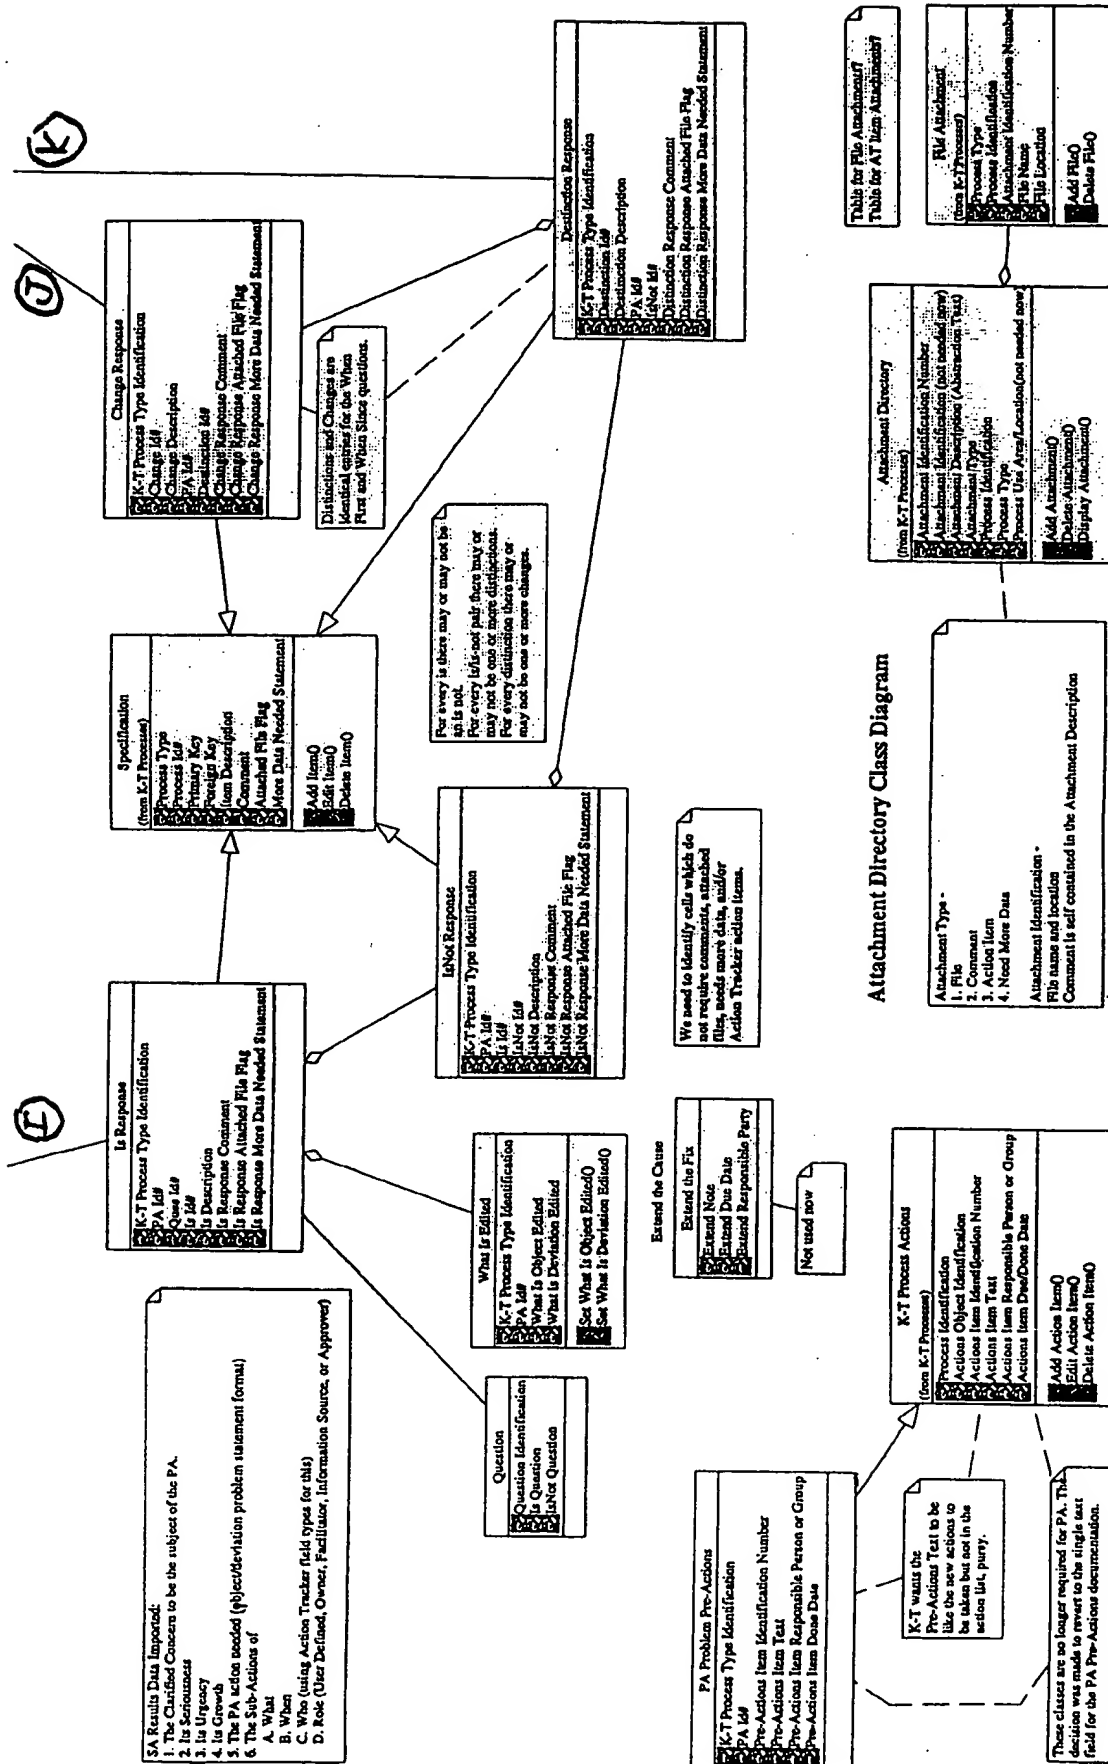 I
J
K
SA Results Data Imported:
1. The Clarified Concern to be the subject of the PA.
2. Its Seriousness
3. Its Urgency
4. Its Growth
5. The PA action needed (object/deviation problem statement format)
6. The Sub-Actions of
A. What
B. When
C. Who (using Action Tracker field types for this)
D. Role (User Defined, Owner, Facilitator, Information Source, or Approver)
Is Response
K-T Process Type Identification
PA Id#
Ques Id#
Is Id#
Is Description
Is Response Comment
Is Response Attached File Flag
Is Response More Data Needed Statement
Specification
(from K-T Processes)
Process Type
Process Id#
Primary Key
Foreign Key
Item Description
Comment
Attached File Flag
More Data Needed Statement
Add Item()
Edit Item()
Delete Item()
Change Response
K-T Process Type Identification
Change Id#
Change Description
PA Id#
Destinction Id#
Change Response Comment
Change Response Attached File Flag
Change Response More Data Needed Statement
Distinctions and Changes are
identical entries for the When
First and When Since questions.
Question
Question Identification
Is Question
IsNot Question
What Is Edited
K-T Process Type Identification
PA Id#
What Is Object Edited
What Is Deviation Edited
Set What Is Object Edited()
Set What Is Deviation Edited()
IsNot Response
K-T Process Type Identification
PA Id#
Is Id#
IsNot Id#
IsNot Description
IsNot Response Comment
IsNot Response Attached File Flag
IsNot Response More Data Needed Statement
For every is there may or may not be
an is not.
For every is/is-not pair there may or
may not be one or more distinctions.
For every distinction there may or
may not be one or more changes.
Destinction Response
K-T Process Type Identification
Destinction Id#
Destinction Description
PA Id#
IsNot Id#
Distinction Response Comment
Distinction Response Attached File Flag
Distinction Response More Data Needed Statement
Extend the Cause
Extend the Fix
Extend Note
Extend Due Date
Extend Responsible Party
Not used now
We need to identify cells which do
not require comments, attached
files, needs more data, and/or
Action Tracker action items.
PA Problem Pre-Actions
K-T Process Type Identification
PA Id#
Pre-Actions Item Identification Number
Pre-Actions Item Text
Pre-Actions Item Responsible Person or Group
Pre-Actions Item Done Date
K-T wants the
Pre-Actions Text to be
like the new actions to
be taken but not in the
action list, pursy.
These classes are no longer required for PA. The
decision was made to revert to the single text
field for the PA Pre-Actions documentation.
K-T Process Actions
(from K-T Processes)
Process Identification
Actions Object Identification
Actions Item Identification Number
Actions Item Text
Actions Item Responsible Person or Group
Actions Item Due/Done Date
Add Action Item()
Edit Action Item()
Delete Action Item()
Attachment Directory Class Diagram
Attachment Type -
1. File
2. Comment
3. Action Item
4. Need More Data
Attachment Identification -
File name and location
Comment is self contained in the Attachment Description
Attachment Directory
(from K-T Processes)
Attachment Identification Number
Attachment Identification (not needed now)
Attachment Description (Abstraction Text)
Attachment Type
Process Identification
Process Type
Process Use Area/Location(not needed now)
Add Attachment()
Delete Attachment()
Display Attachment()
Table for File Attachment?
Table for AT Item Attachments?
File Attachment
(from K-T Processes)
Process Type
Process Identification
Attachment Identification Number
File Name
File Location
Add File()
Delete File()